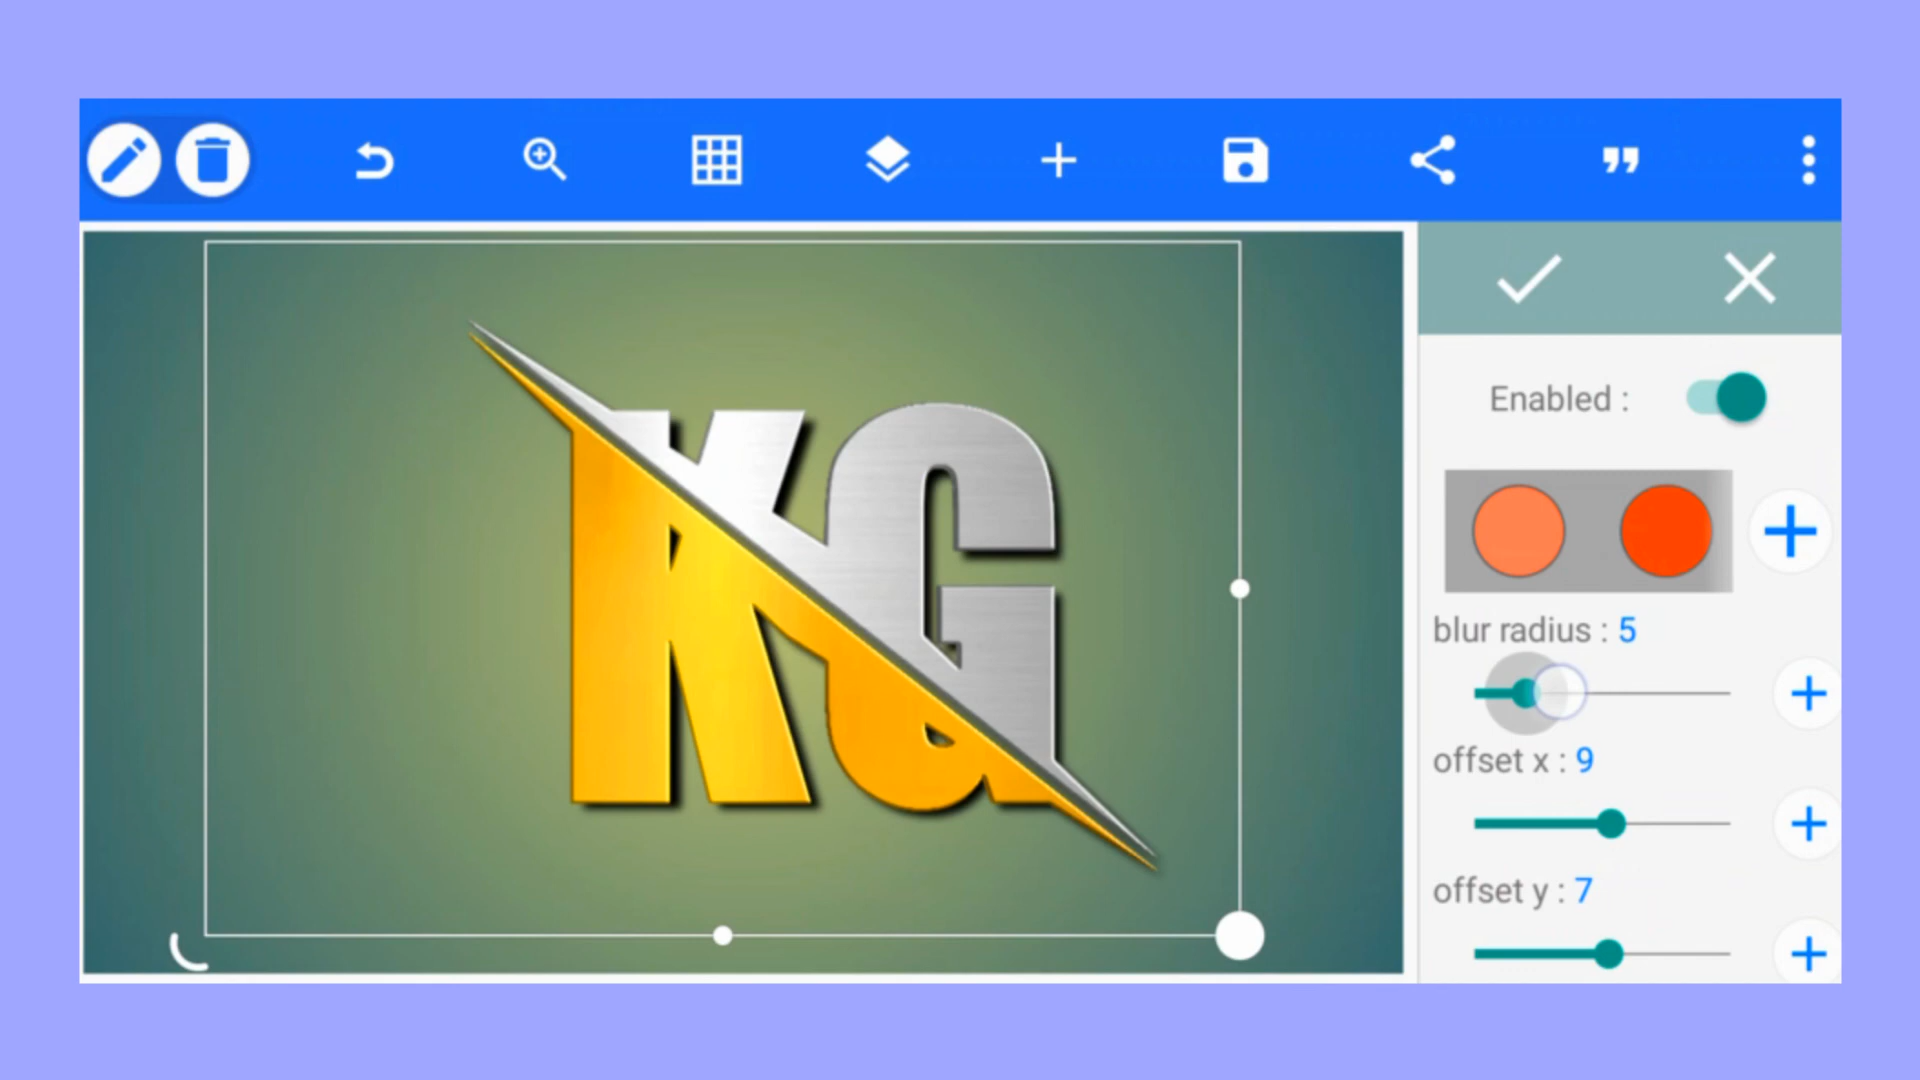 KG
Enabled :
blur radius : 5
offset x : 9
offset y : 7